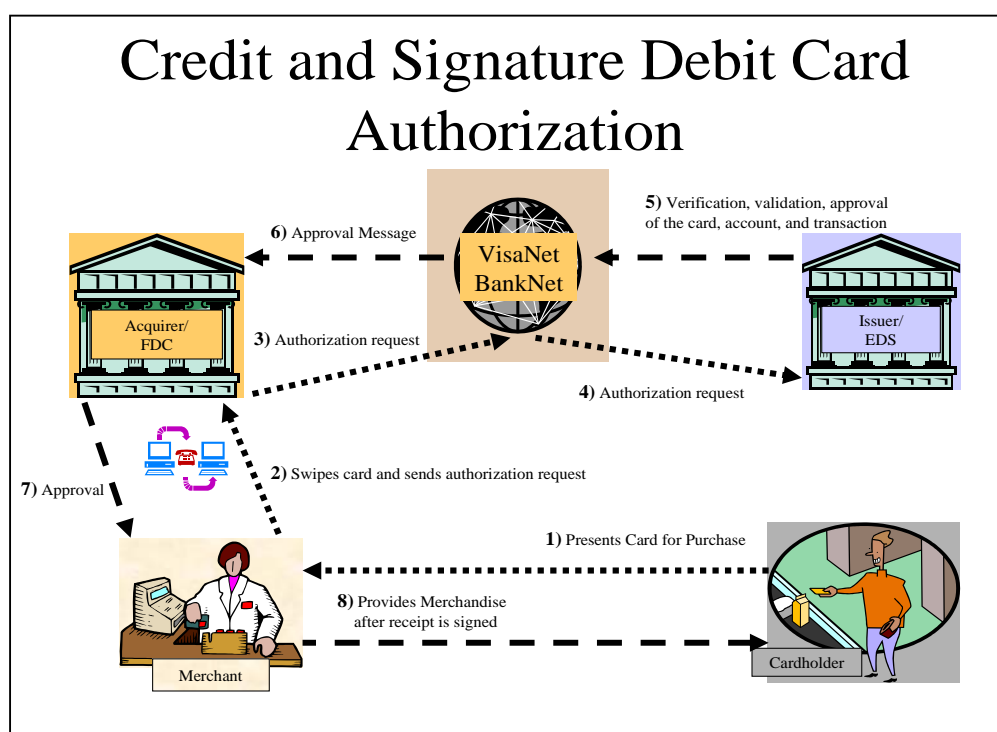 Credit and Signature Debit Card
Authorization
5) Verification, validation, approval
of the card, account, and transaction
6) Approval Message
VisaNet
BankNet
Acquirer/
FDC
Issuer/
EDS
3) Authorization request
4) Authorization request
2) Swipes card and sends authorization request
7) Approval
1) Presents Card for Purchase
8) Provides Merchandise
after receipt is signed
Merchant
Cardholder